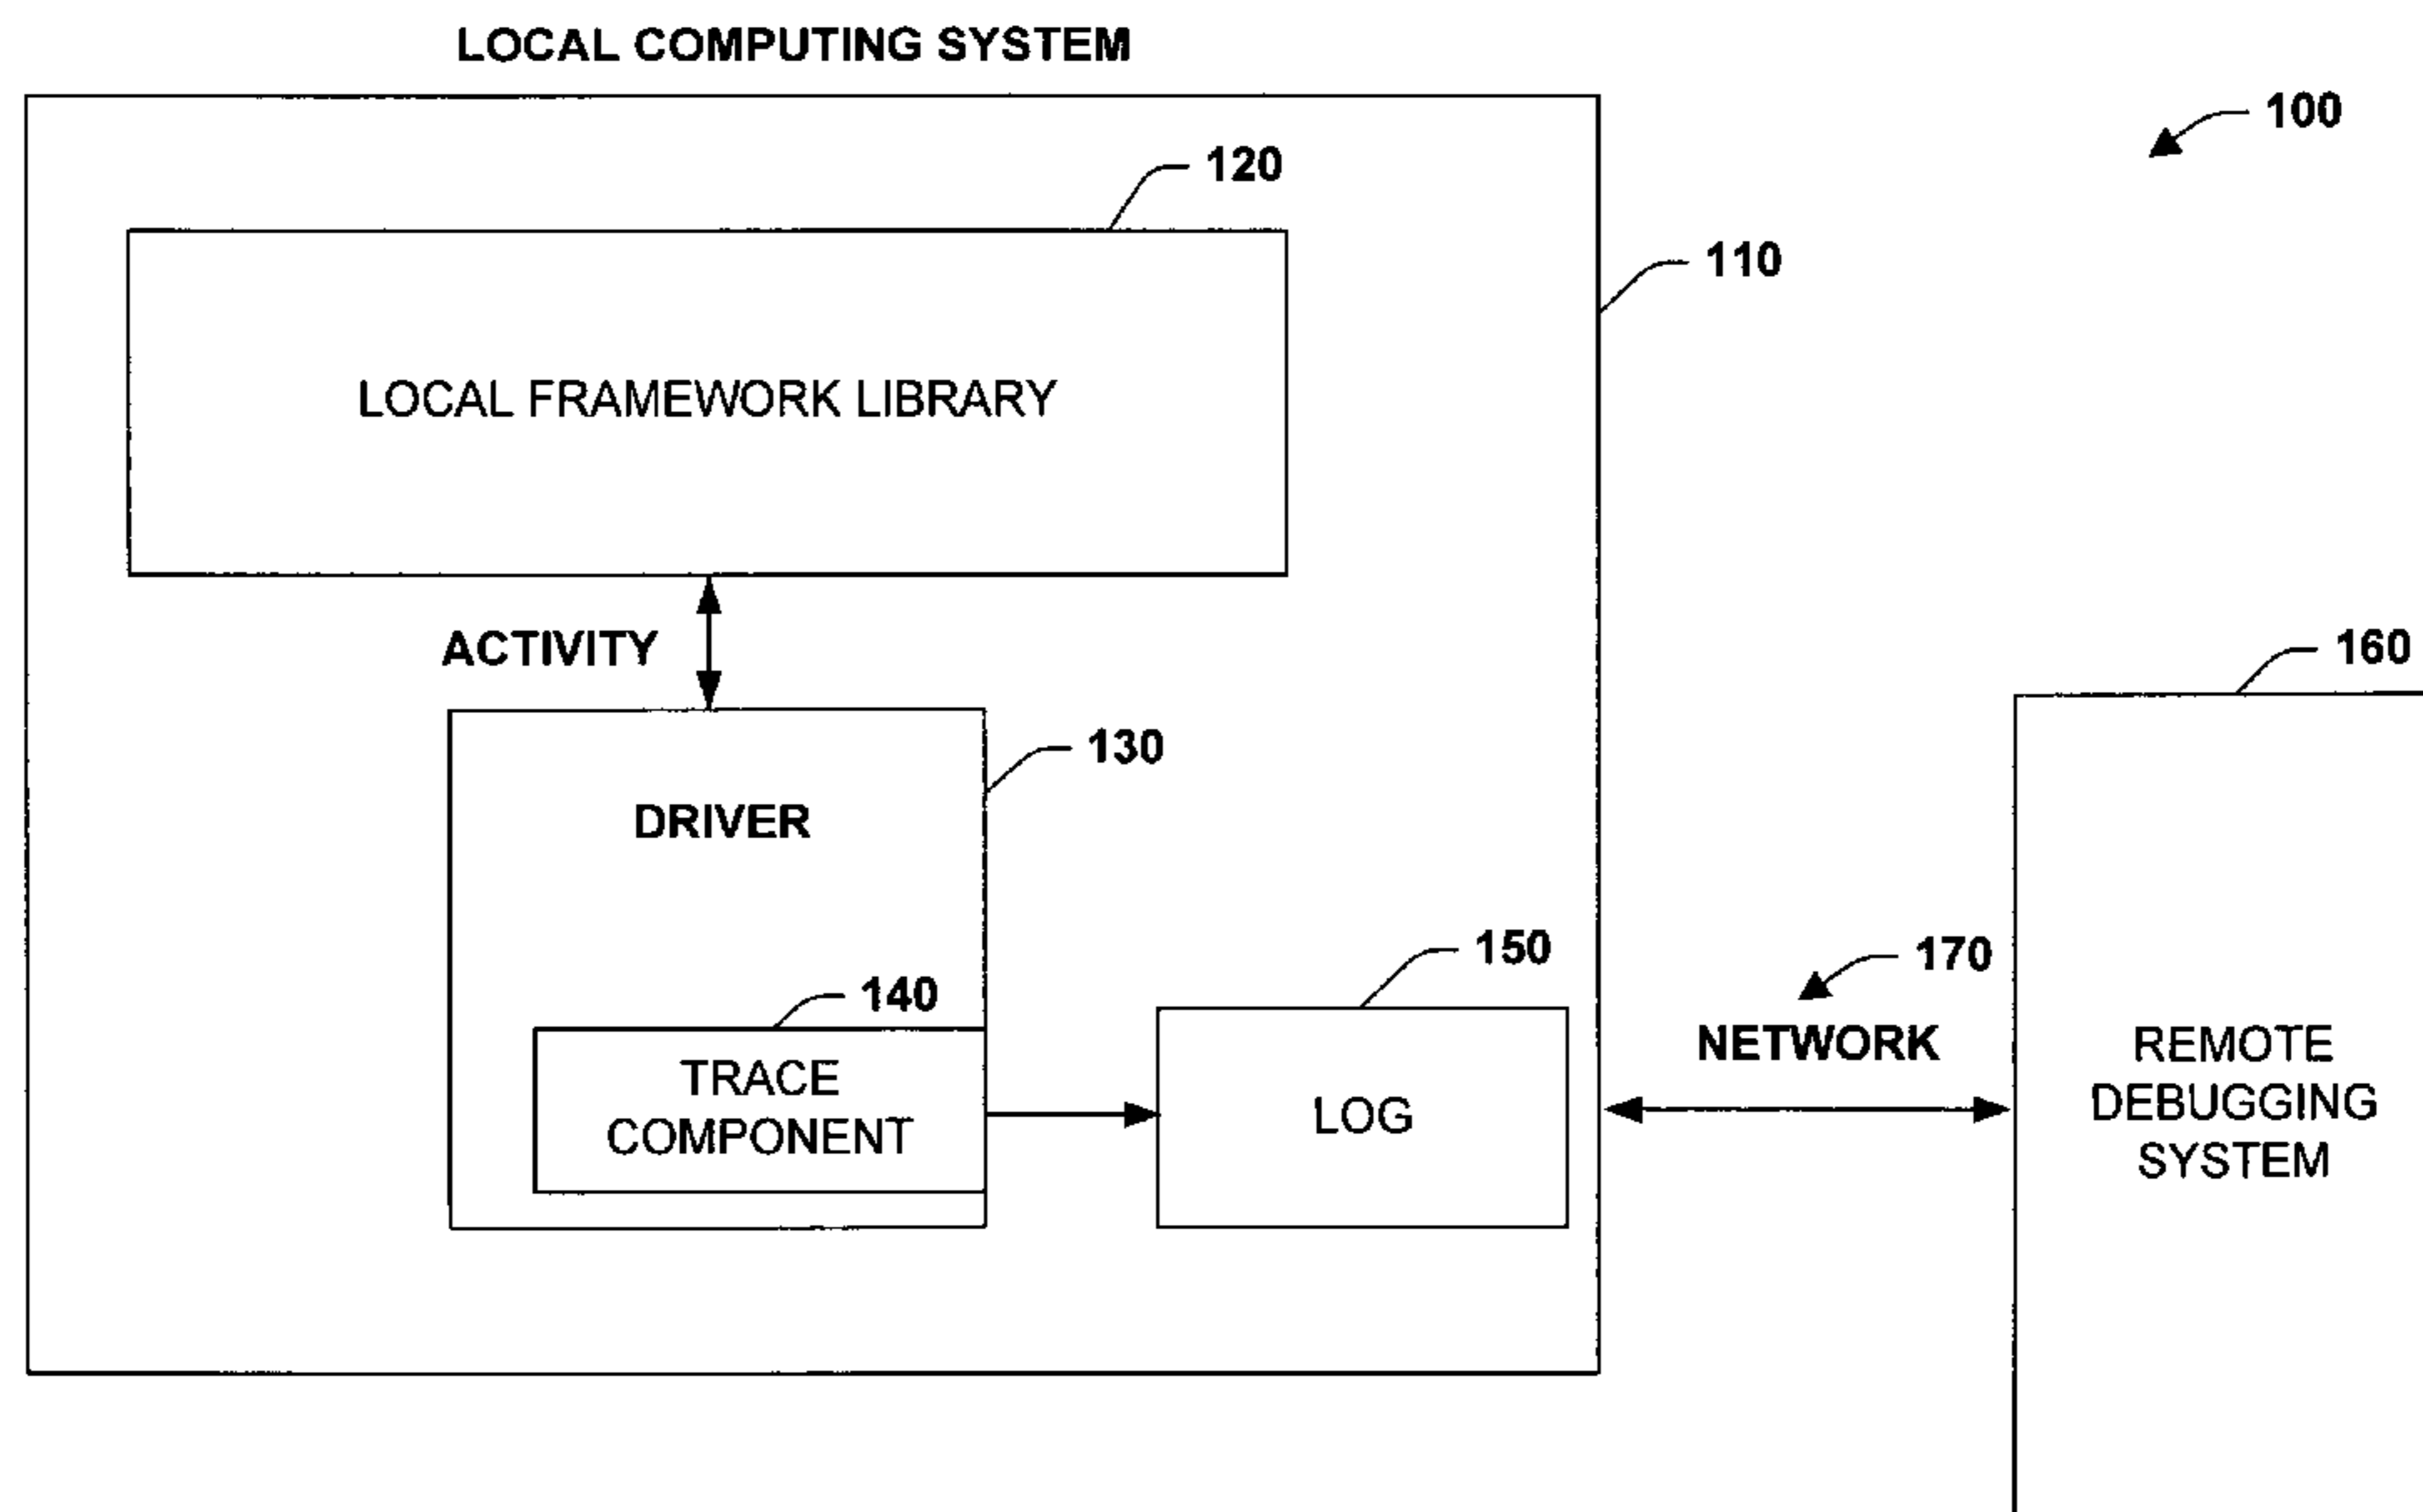 LOCAL COMPUTING SYSTEM
100
120
110
LOCAL FRAMEWORK LIBRARY
ACTIVITY
160
130
DRIVER
150
170
140
NETWORK
TRACE
COMPONENT
LOG
REMOTE
DEBUGGING
SYSTEM